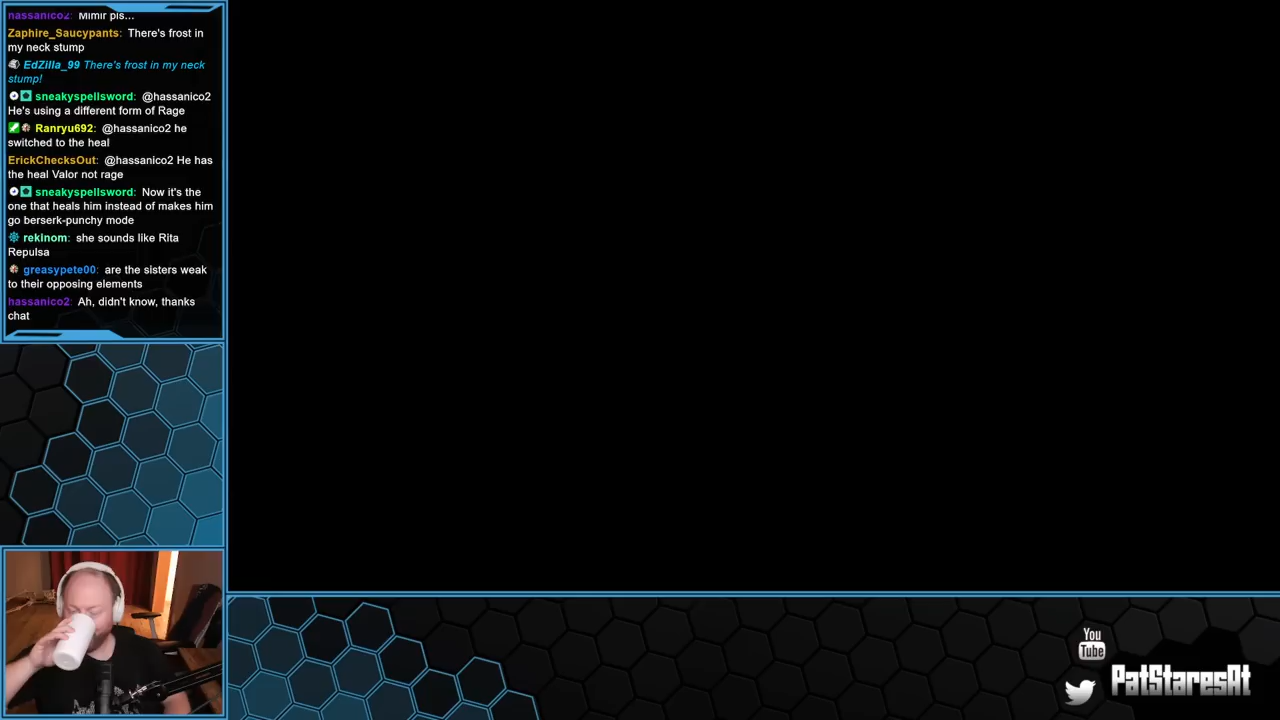 hassanico2: Mimir pls...
Zaphire_Saucypants: There's frost in
my neck stump
EdZilla_99 There's frost in my neck
stump!
sneakyspellsword: @hassanico2
He's using a different form of Rage
Ranryu692: @hassanico2 he
switched to the heal
ErickChecksOut: @hassanico2 He has
the heal Valor not rage
sneakyspellsword: Now it's the
one that heals him instead of makes him
go berserk-punchy mode
reklnom: she sounds like Rita
Repulsa
greasypete00: are the sisters weak
to their opposing elements
hassanico2: Ah, didn't know, thanks
chat
You
Tube
PatStaresAt